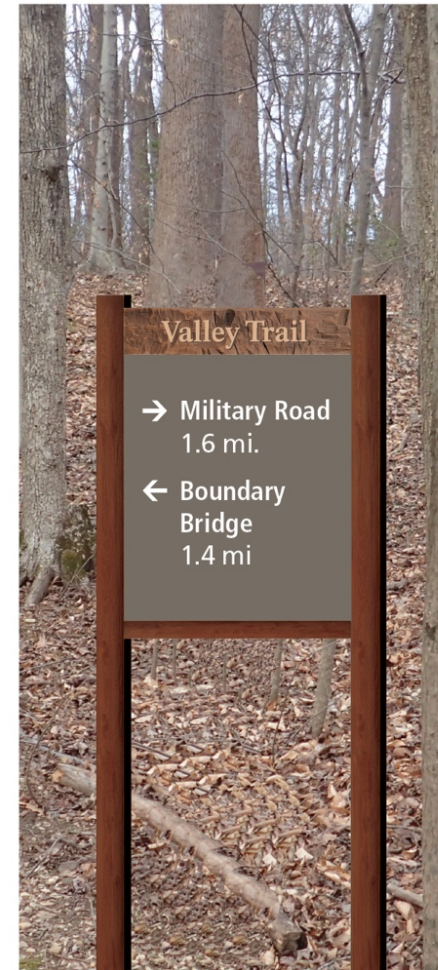 Valley Trail
→ Military Road
1.6 mi.
← Boundary
Bridge
1.4 mi